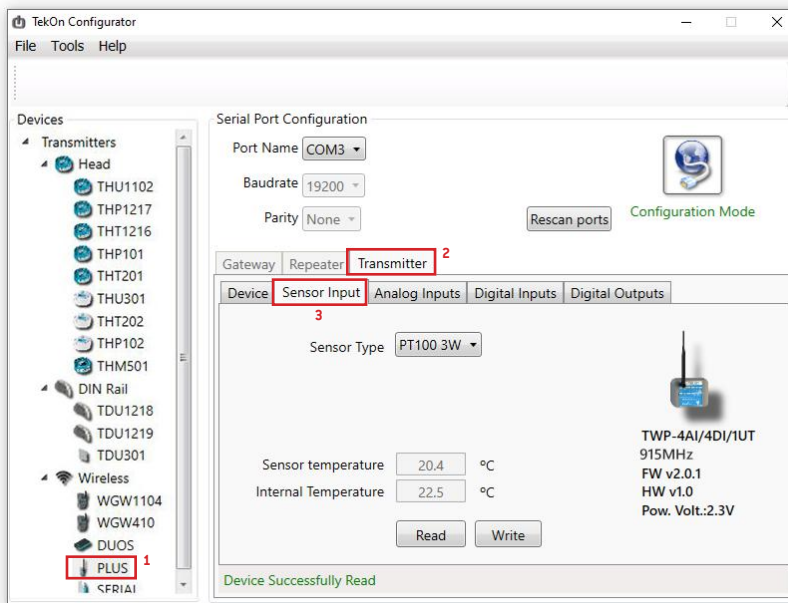 TekOn Configurator
File Tools Help
Devices
Transmitters
Head
THU1102
THP1217
THT1216
THP101
THT201
THU301
THT202
THP102
THM501
DIN Rail
TDU1218
TDU1219
TDU301
Wireless
WGW1104
WGW410
DUOS
PLUS 1
SERIAL
Serial Port Configuration
Port Name COM3
Baudrate 19200
Parity None
Rescan ports
Configuration Mode
Gateway Repeater Transmitter 2
Device Sensor Input Analog Inputs Digital Inputs Digital Outputs
3
Sensor Type PT100 3W
Sensor temperature 20.4 ºC
Internal Temperature 22.5 ºC
Read Write
TWP-4AI/4DI/1UT
915MHz
FW v2.0.1
HW v1.0
Pow. Volt.:2.3V
Device Successfully Read